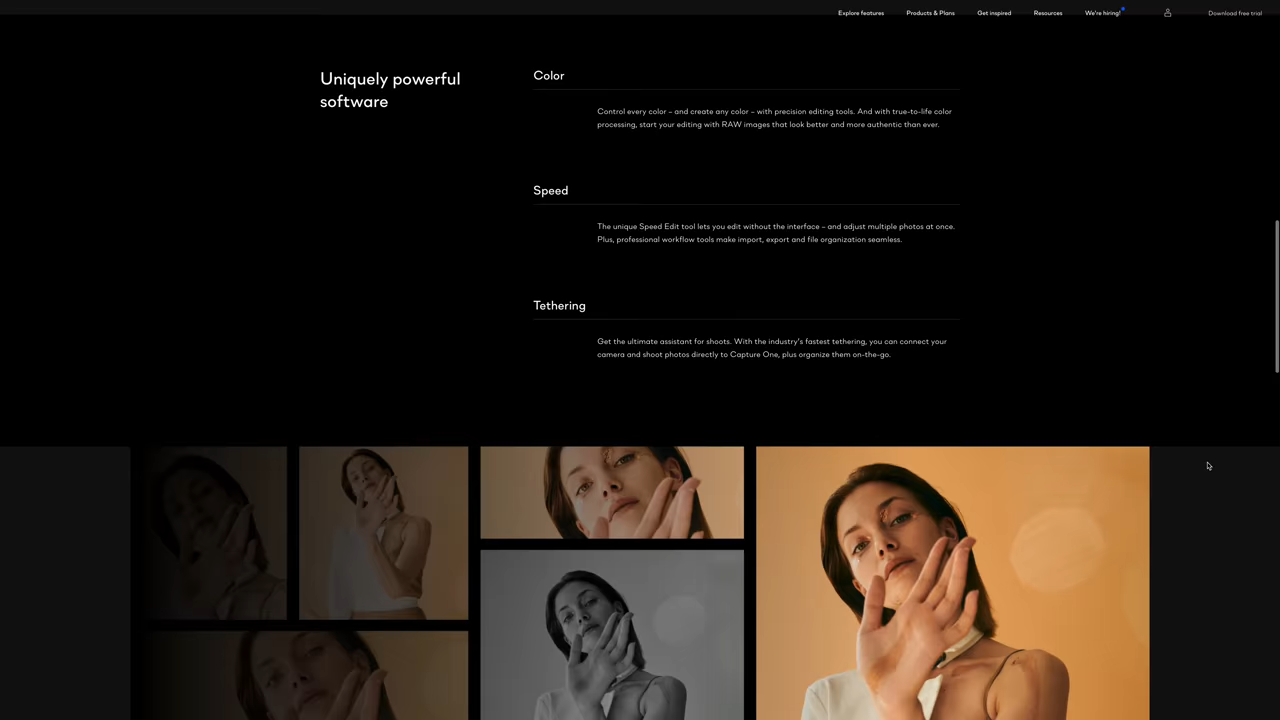 Explore features Products & Plans Get inspired Resources We're hiring! Download free trial
Uniquely powerful
software
Color
Control every color – and create any color – with precision editing tools. And with true-to-life color
processing, start your editing with RAW images that look better and more authentic than ever.
Speed
The unique Speed Edit tool lets you edit without the interface – and adjust multiple photos at once.
Plus, professional workflow tools make import, export and file organization seamless.
Tethering
Get the ultimate assistant for shoots. With the industry's fastest tethering, you can connect your
camera and shoot photos directly to Capture One, plus organize them on-the-go.